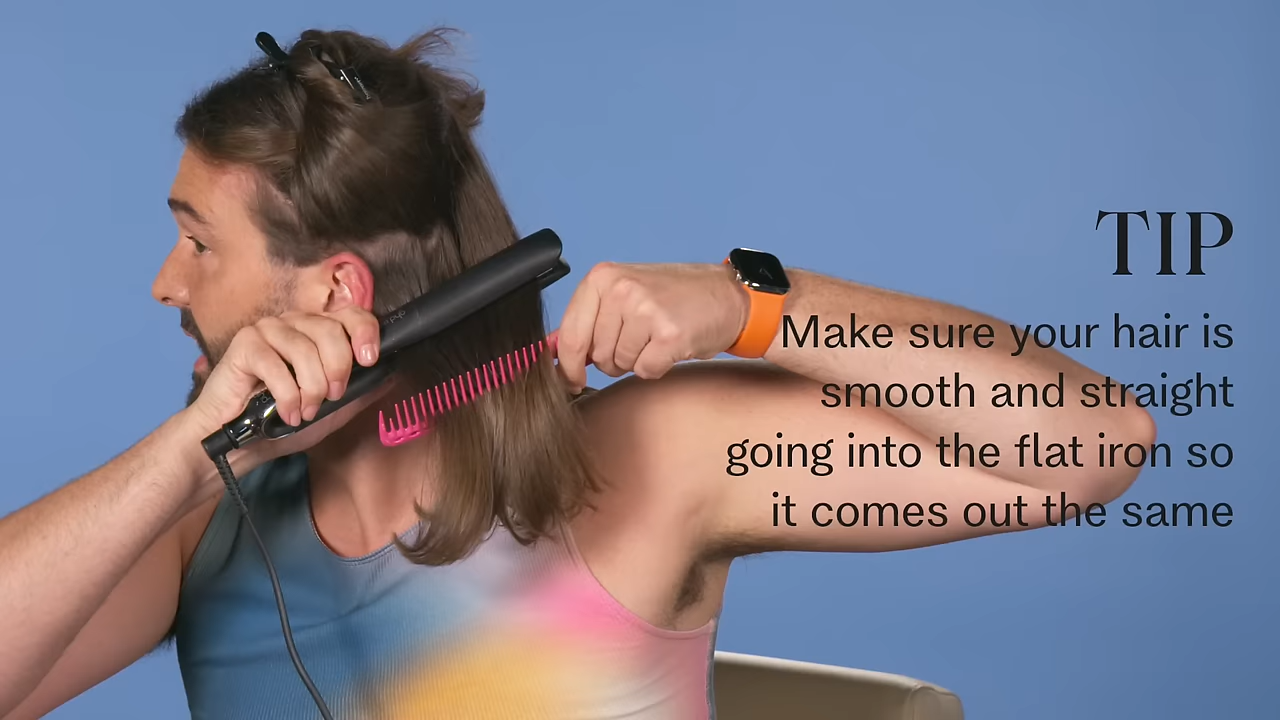 TIP
Make sure your hair is
smooth and straight
going into the flat iron so
it comes out the same
ghd